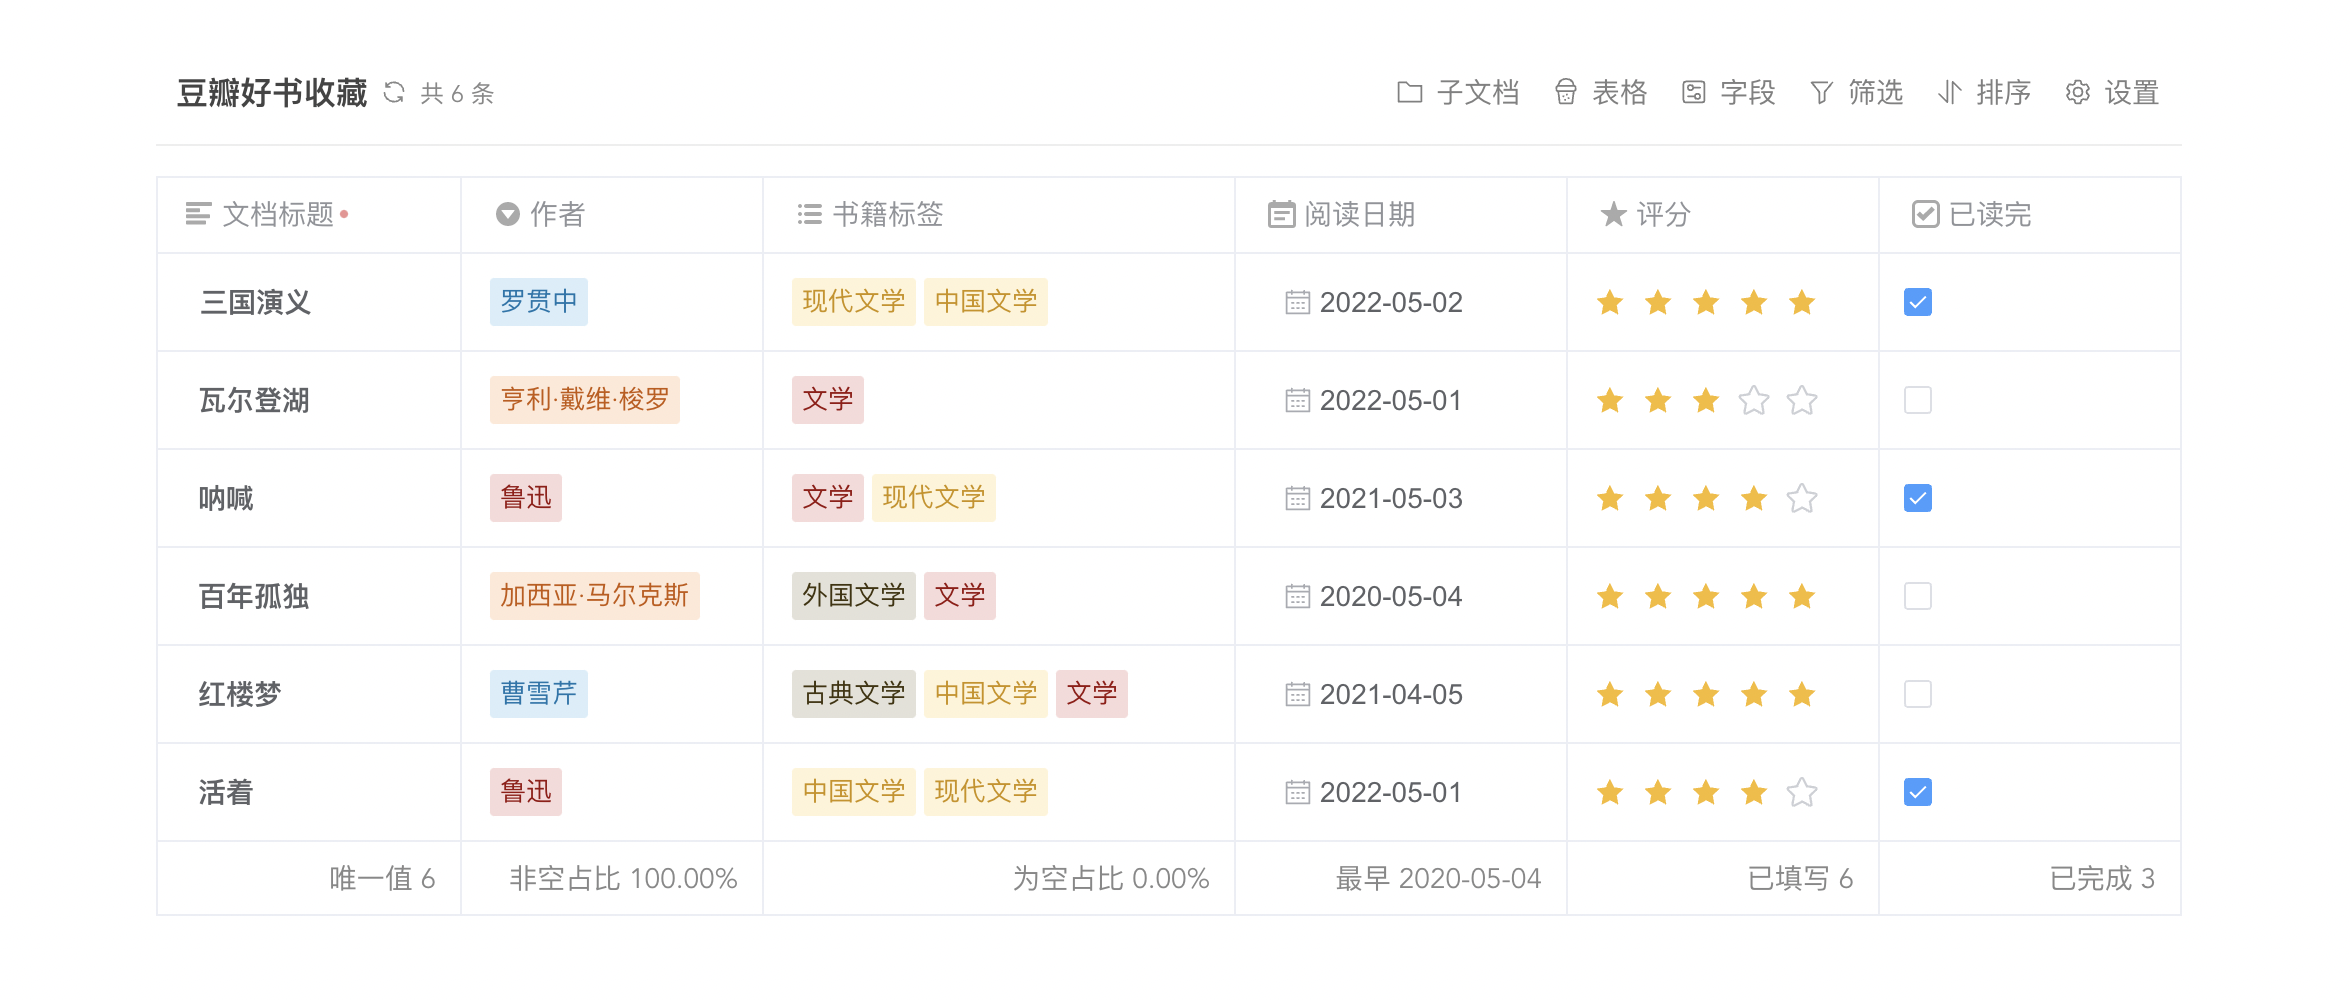 豆瓣好书收藏 共 6 条 子文档 表格 字段 筛选 排序 设置
文档标题 作者 书籍标签 阅读日期 评分 已读完
三国演义 罗贯中 现代文学 中国文学 2022-05-02
瓦尔登湖 亨利·戴维·梭罗 文学 2022-05-01
呐喊 鲁迅 文学 现代文学 2021-05-03
百年孤独 加西亚·马尔克斯 外国文学 文学 2020-05-04
红楼梦 曹雪芹 古典文学 中国文学 文学 2021-04-05
活着 鲁迅 中国文学 现代文学 2022-05-01
唯一值 6 非空占比 100.00% 为空占比 0.00% 最早 2020-05-04 已填写 6 已完成 3